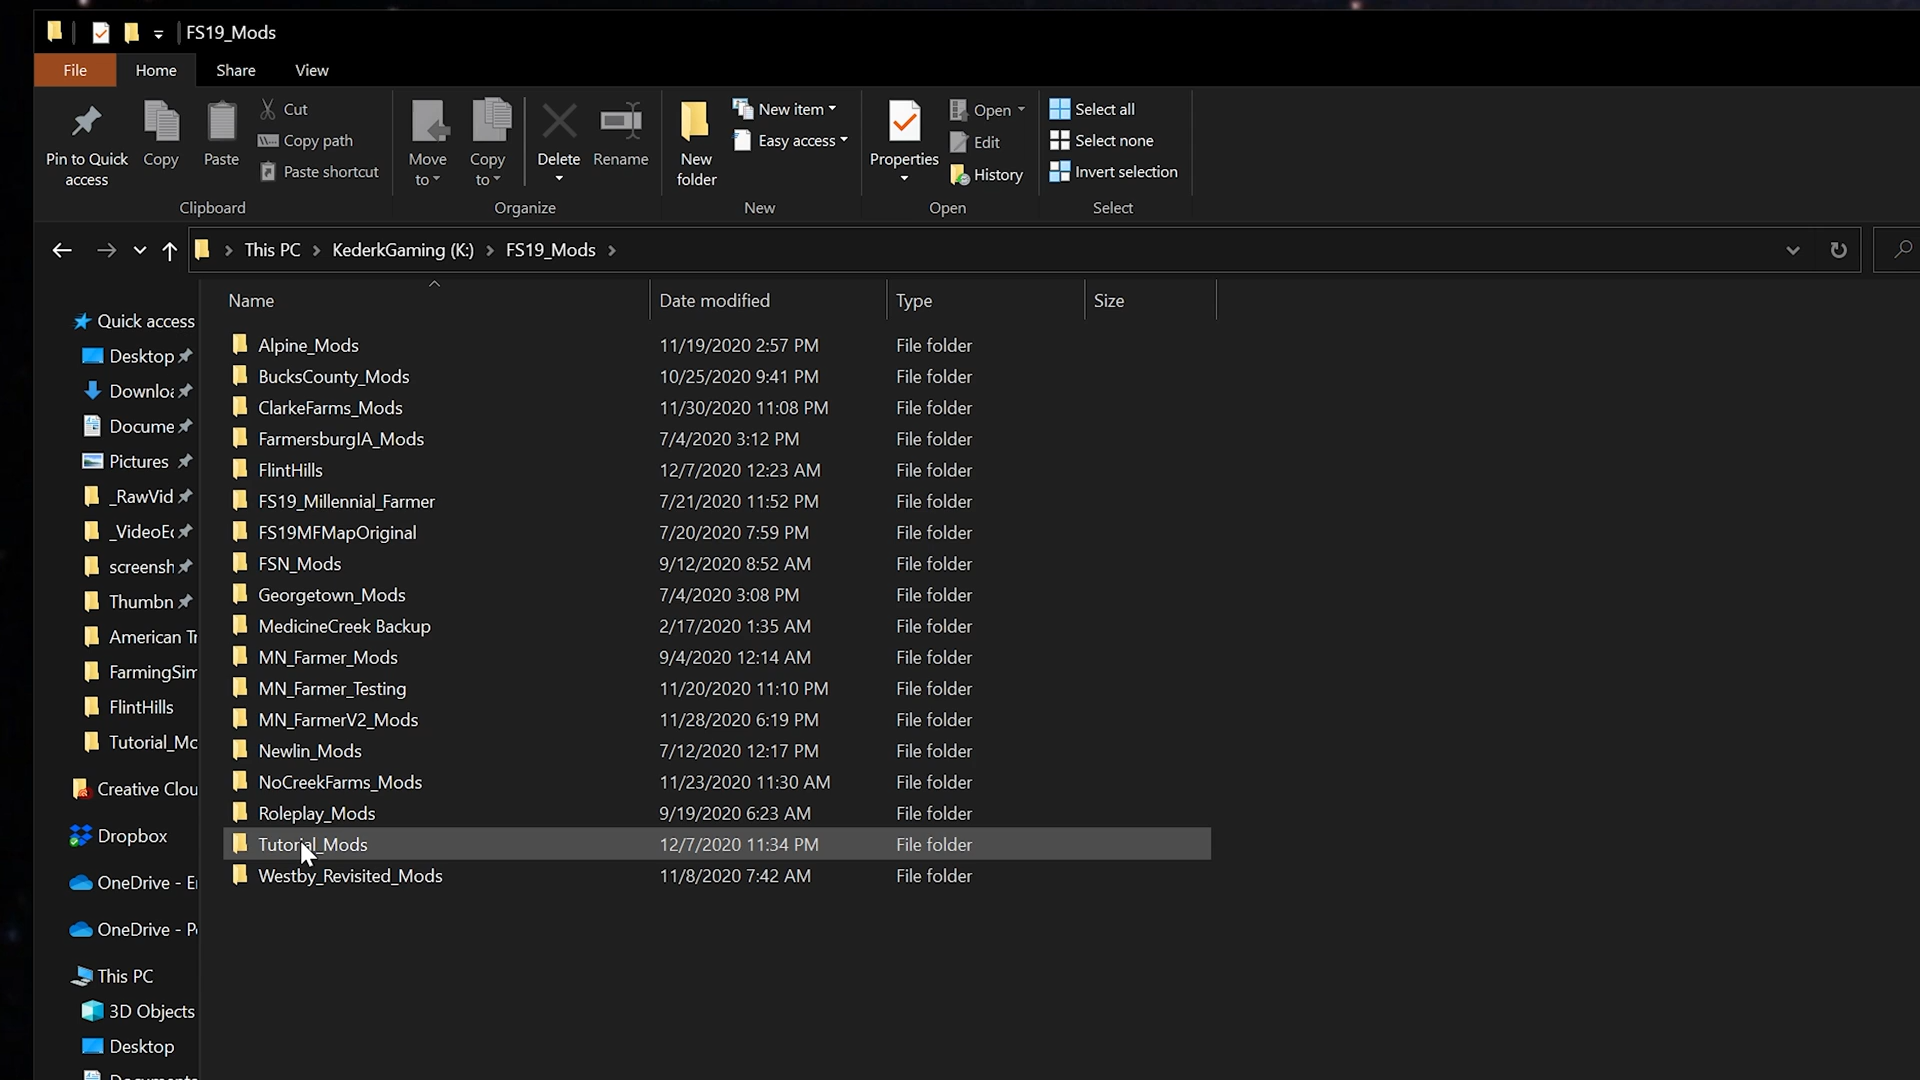 FS19_Mods
File Home Share View
Pin to Quick access
Copy
Paste
Cut
Copy path
Paste shortcut
Clipboard
Move to
Copy to
Delete
Rename
Organize
New folder
New item
Easy access
New
Properties
Open
Edit
History
Open
Select all
Select none
Invert selection
Select
This PC > KederkGaming (K:) > FS19_Mods >
Quick access
Desktop
Downloa
Docume
Pictures
_RawVid
_VideoEc
screensh
Thumbn
American Tr
FarmingSim
FlintHills
Tutorial_Mo
Creative Clou
Dropbox
OneDrive - Er
OneDrive - Pe
This PC
3D Objects
Desktop
Documents
Name Date modified Type Size
Alpine_Mods 11/19/2020 2:57 PM File folder
BucksCounty_Mods 10/25/2020 9:41 PM File folder
ClarkeFarms_Mods 11/30/2020 11:08 PM File folder
FarmersburgIA_Mods 7/4/2020 3:12 PM File folder
FlintHills 12/7/2020 12:23 AM File folder
FS19_Millennial_Farmer 7/21/2020 11:52 PM File folder
FS19MFMapOriginal 7/20/2020 7:59 PM File folder
FSN_Mods 9/12/2020 8:52 AM File folder
Georgetown_Mods 7/4/2020 3:08 PM File folder
MedicineCreek Backup 2/17/2020 1:35 AM File folder
MN_Farmer_Mods 9/4/2020 12:14 AM File folder
MN_Farmer_Testing 11/20/2020 11:10 PM File folder
MN_FarmerV2_Mods 11/28/2020 6:19 PM File folder
Newlin_Mods 7/12/2020 12:17 PM File folder
NoCreekFarms_Mods 11/23/2020 11:30 AM File folder
Roleplay_Mods 9/19/2020 6:23 AM File folder
Tutorial_Mods 12/7/2020 11:34 PM File folder
Westby_Revisited_Mods 11/8/2020 7:42 AM File folder